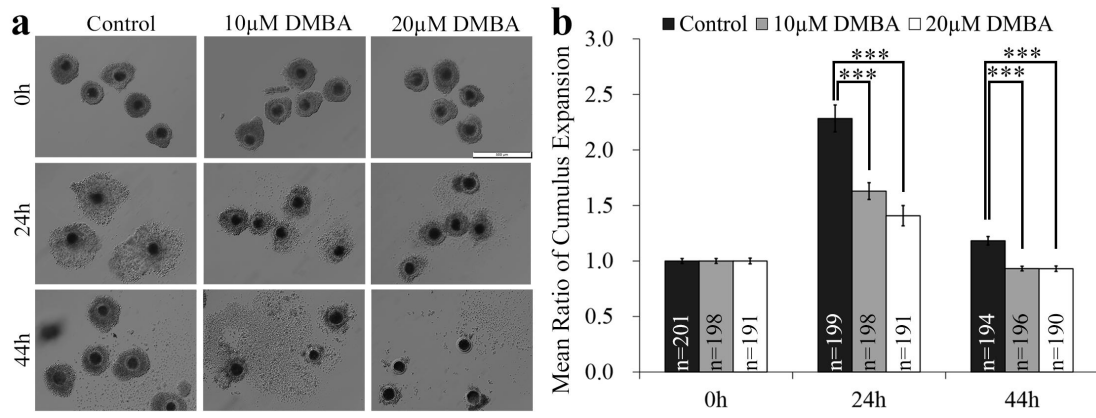 a
Control 10µM DMBA 20µM DMBA
0h
24h
44h
b
Control 10µM DMBA 20µM DMBA
Mean Ratio of Cumulus Expansion
3.0
2.5
2.0
1.5
1.0
0.5
0.0
***
***
***
***
n=201 n=198 n=191
n=199 n=198 n=191
n=194 n=196 n=190
0h 24h 44h